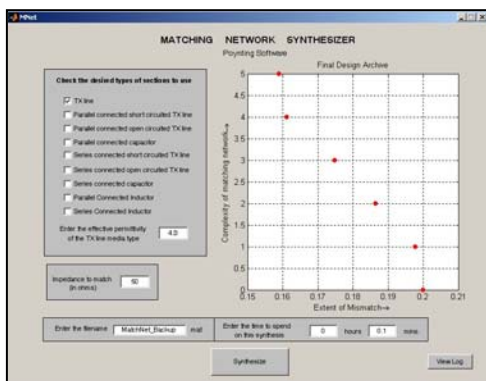 MNet
MATCHING NETWORK SYNTHESIZER
Poynting Software
Check the desired types of sections to use
TX line
Parallel connected short circuited TX line
Parallel connected open circuited TX line
Parallel connected capacitor
Series connected short circuited TX line
Series connected open circuited TX line
Series connected capacitor
Parallel Connected Inductor
Series Connected Inductor
Enter the effective permittivity
of the TX line media type
4.0
Impedance to match
(in ohms)
60
Final Design Archive
Complexity of matching network-->
5
4.5
4
3.5
3
2.5
2
1.5
1
0.5
0
0.15 0.16 0.17 0.18 0.19 0.2 0.21
Extent of Mismatch-->
Enter the filename MatchNet_Backup .mat
Enter the time to spend
on this synthesis
0 hours 0.1 mins
Synthesize
View Log